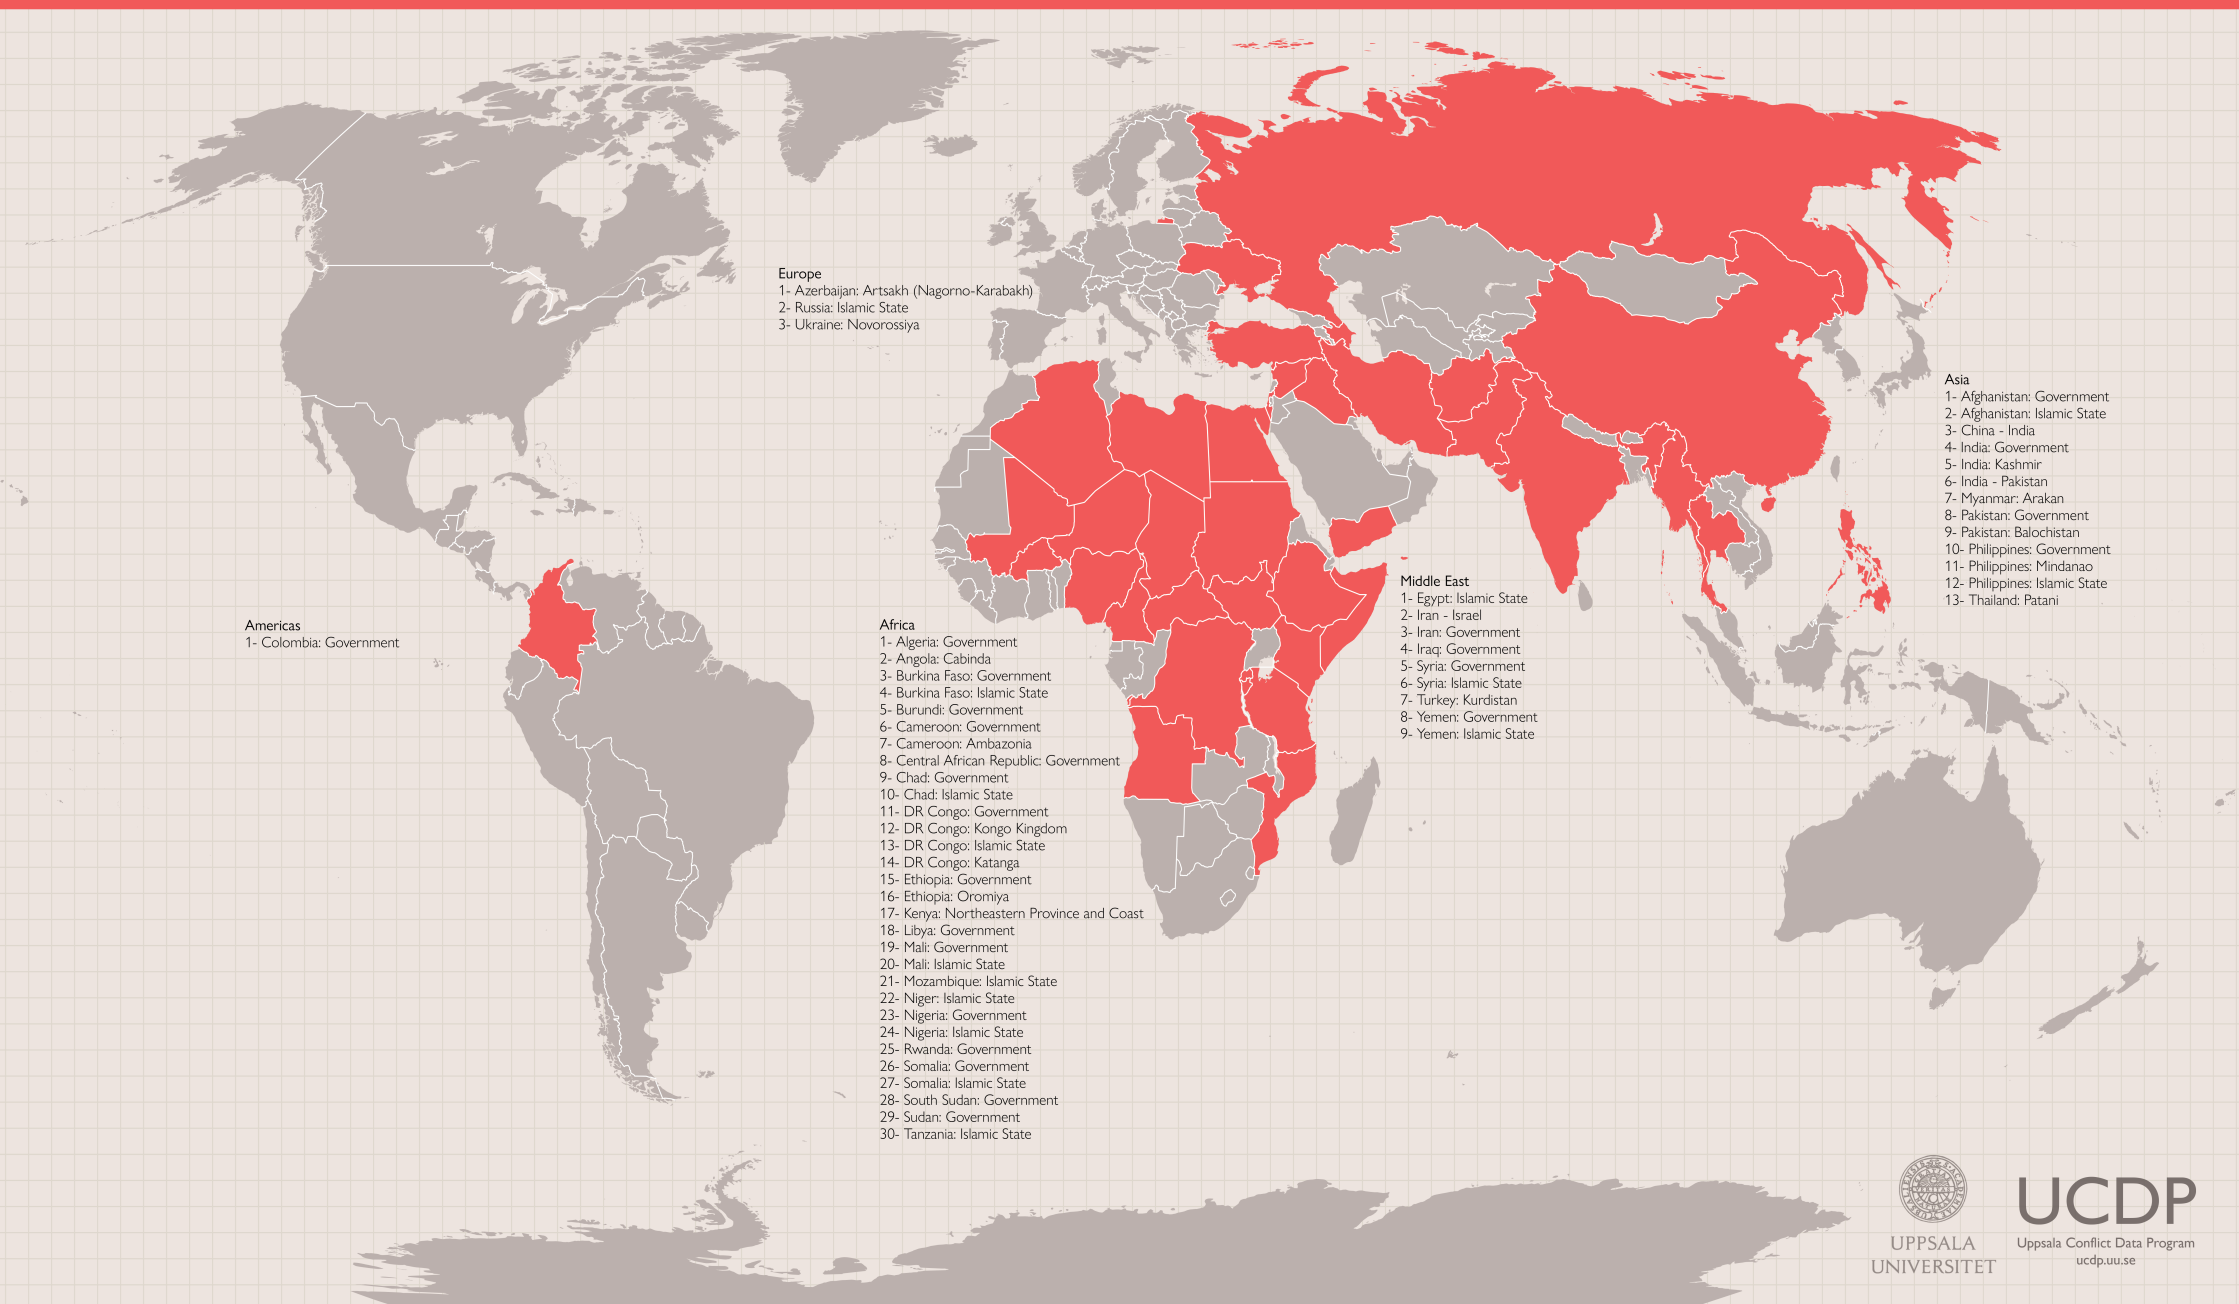 Europe
1- Azerbaijan: Artsakh (Nagorno-Karabakh)
2- Russia: Islamic State
3- Ukraine: Novorossiya
Asia
1- Afghanistan: Government
2- Afghanistan: Islamic State
3- China - India
4- India: Government
5- India: Kashmir
6- India - Pakistan
7- Myanmar: Arakan
8- Pakistan: Government
9- Pakistan: Balochistan
10- Philippines: Government
11- Philippines: Mindanao
12- Philippines: Islamic State
13- Thailand: Patani
Middle East
1- Egypt: Islamic State
2- Iran - Israel
3- Iran: Government
4- Iraq: Government
5- Syria: Government
6- Syria: Islamic State
7- Turkey: Kurdistan
8- Yemen: Government
9- Yemen: Islamic State
Americas
1- Colombia: Government
Africa
1- Algeria: Government
2- Angola: Cabinda
3- Burkina Faso: Government
4- Burkina Faso: Islamic State
5- Burundi: Government
6- Cameroon: Government
7- Cameroon: Ambazonia
8- Central African Republic: Government
9- Chad: Government
10- Chad: Islamic State
11- DR Congo: Government
12- DR Congo: Kongo Kingdom
13- DR Congo: Islamic State
14- DR Congo: Katanga
15- Ethiopia: Government
16- Ethiopia: Oromiya
17- Kenya: Northeastern Province and Coast
18- Libya: Government
19- Mali: Government
20- Mali: Islamic State
21- Mozambique: Islamic State
22- Niger: Islamic State
23- Nigeria: Government
24- Nigeria: Islamic State
25- Rwanda: Government
26- Somalia: Government
27- Somalia: Islamic State
28- South Sudan: Government
29- Sudan: Government
30- Tanzania: Islamic State
UPPSALA
UNIVERSITET
UCDP
Uppsala Conflict Data Program
ucdp.uu.se